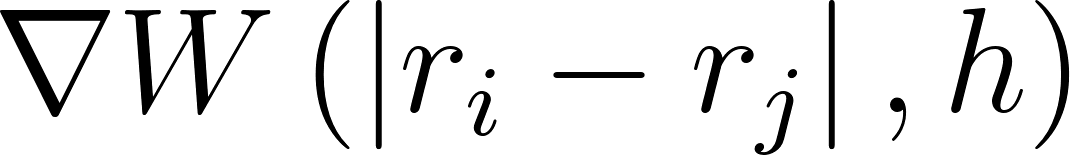 ∇W (|r_i − r_j| , h)